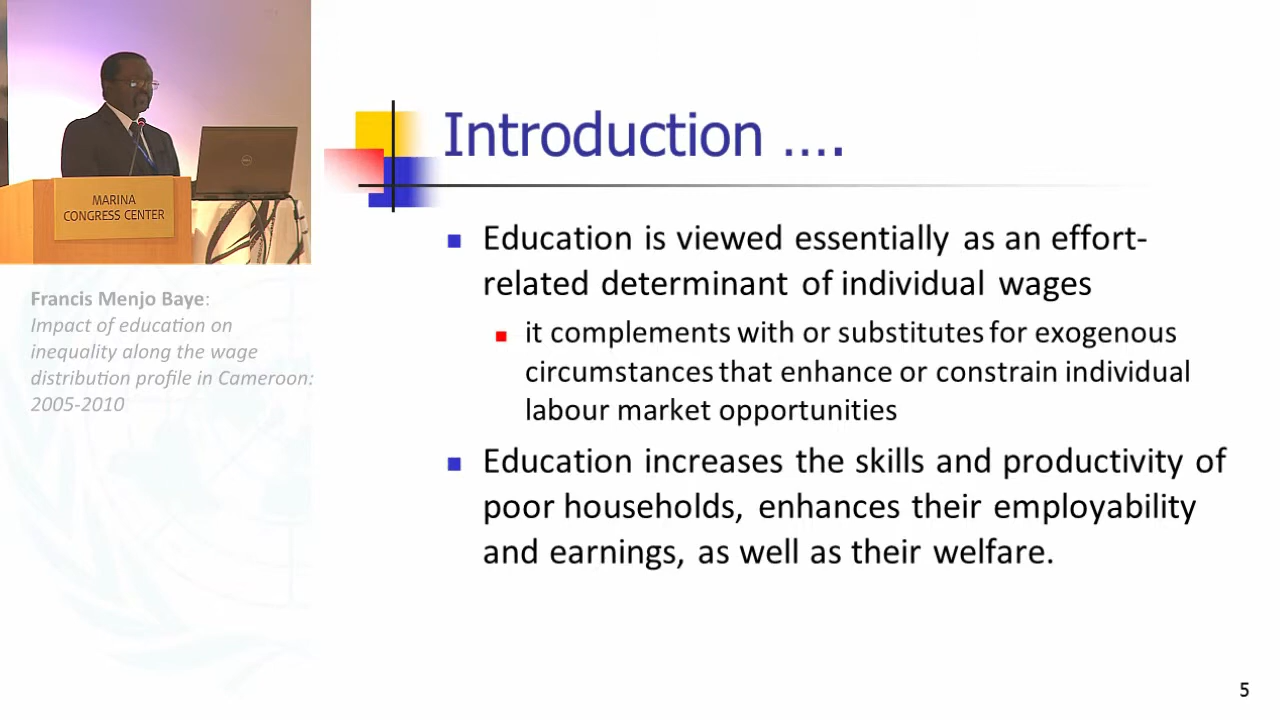 MARINA
CONGRESS CENTER
Francis Menjo Baye:
Impact of education on
inequality along the wage
distribution profile in Cameroon:
2005-2010
Introduction ….
Education is viewed essentially as an effort-
related determinant of individual wages
it complements with or substitutes for exogenous
circumstances that enhance or constrain individual
labour market opportunities
Education increases the skills and productivity of
poor households, enhances their employability
and earnings, as well as their welfare.
5